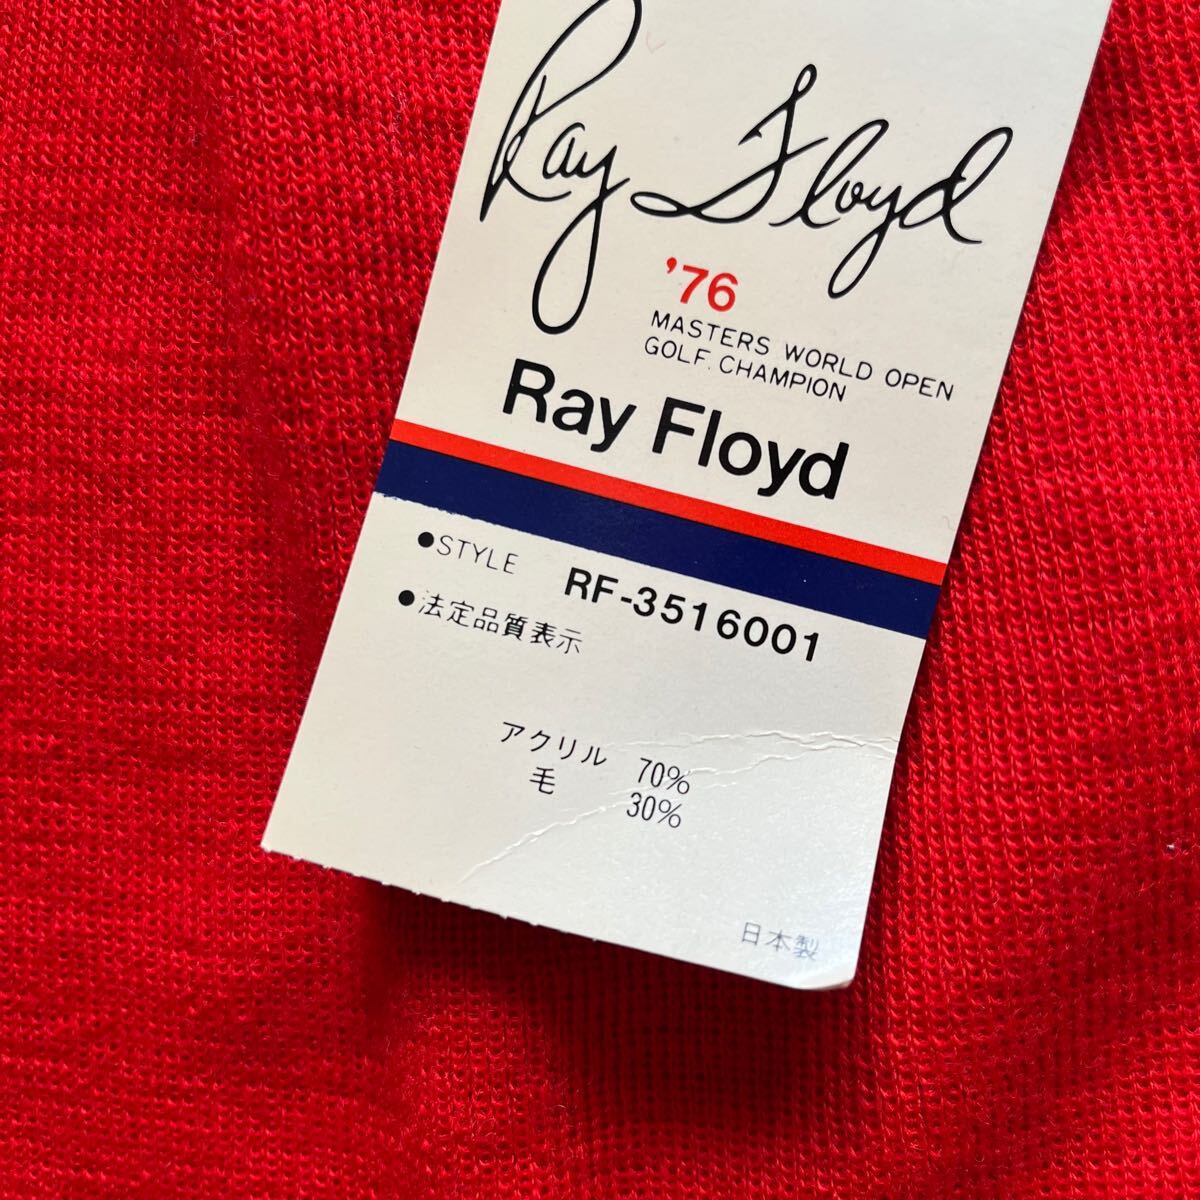 Ray Floyd
'76
MASTERS WORLD OPEN
GOLF. CHAMPION
Ray Floyd
●STYLE RF-3516001
●法定品質表示
アクリル 70%
毛 30%
日本製